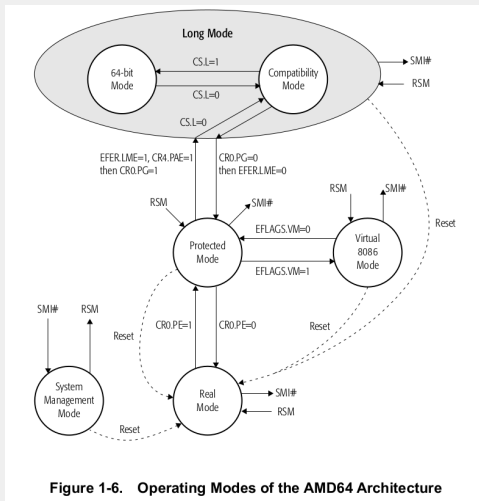 Long Mode
CS.L=1
64-bit
Mode
Compatibility
Mode
CS.L=0
SMI#
RSM
CS.L=0
EFER.LME=1, CR4.PAE=1
then CR0.PG=1
CR0.PG=0
then EFER.LME=0
Reset
RSM
SMI#
RSM
SMI#
EFLAGS.VM=0
Protected
Mode
Virtual
8086
Mode
EFLAGS.VM=1
SMI#
RSM
Reset
CR0.PE=1
CR0.PE=0
Reset
System
Management
Mode
Real
Mode
SMI#
RSM
Reset
Figure 1-6. Operating Modes of the AMD64 Architecture